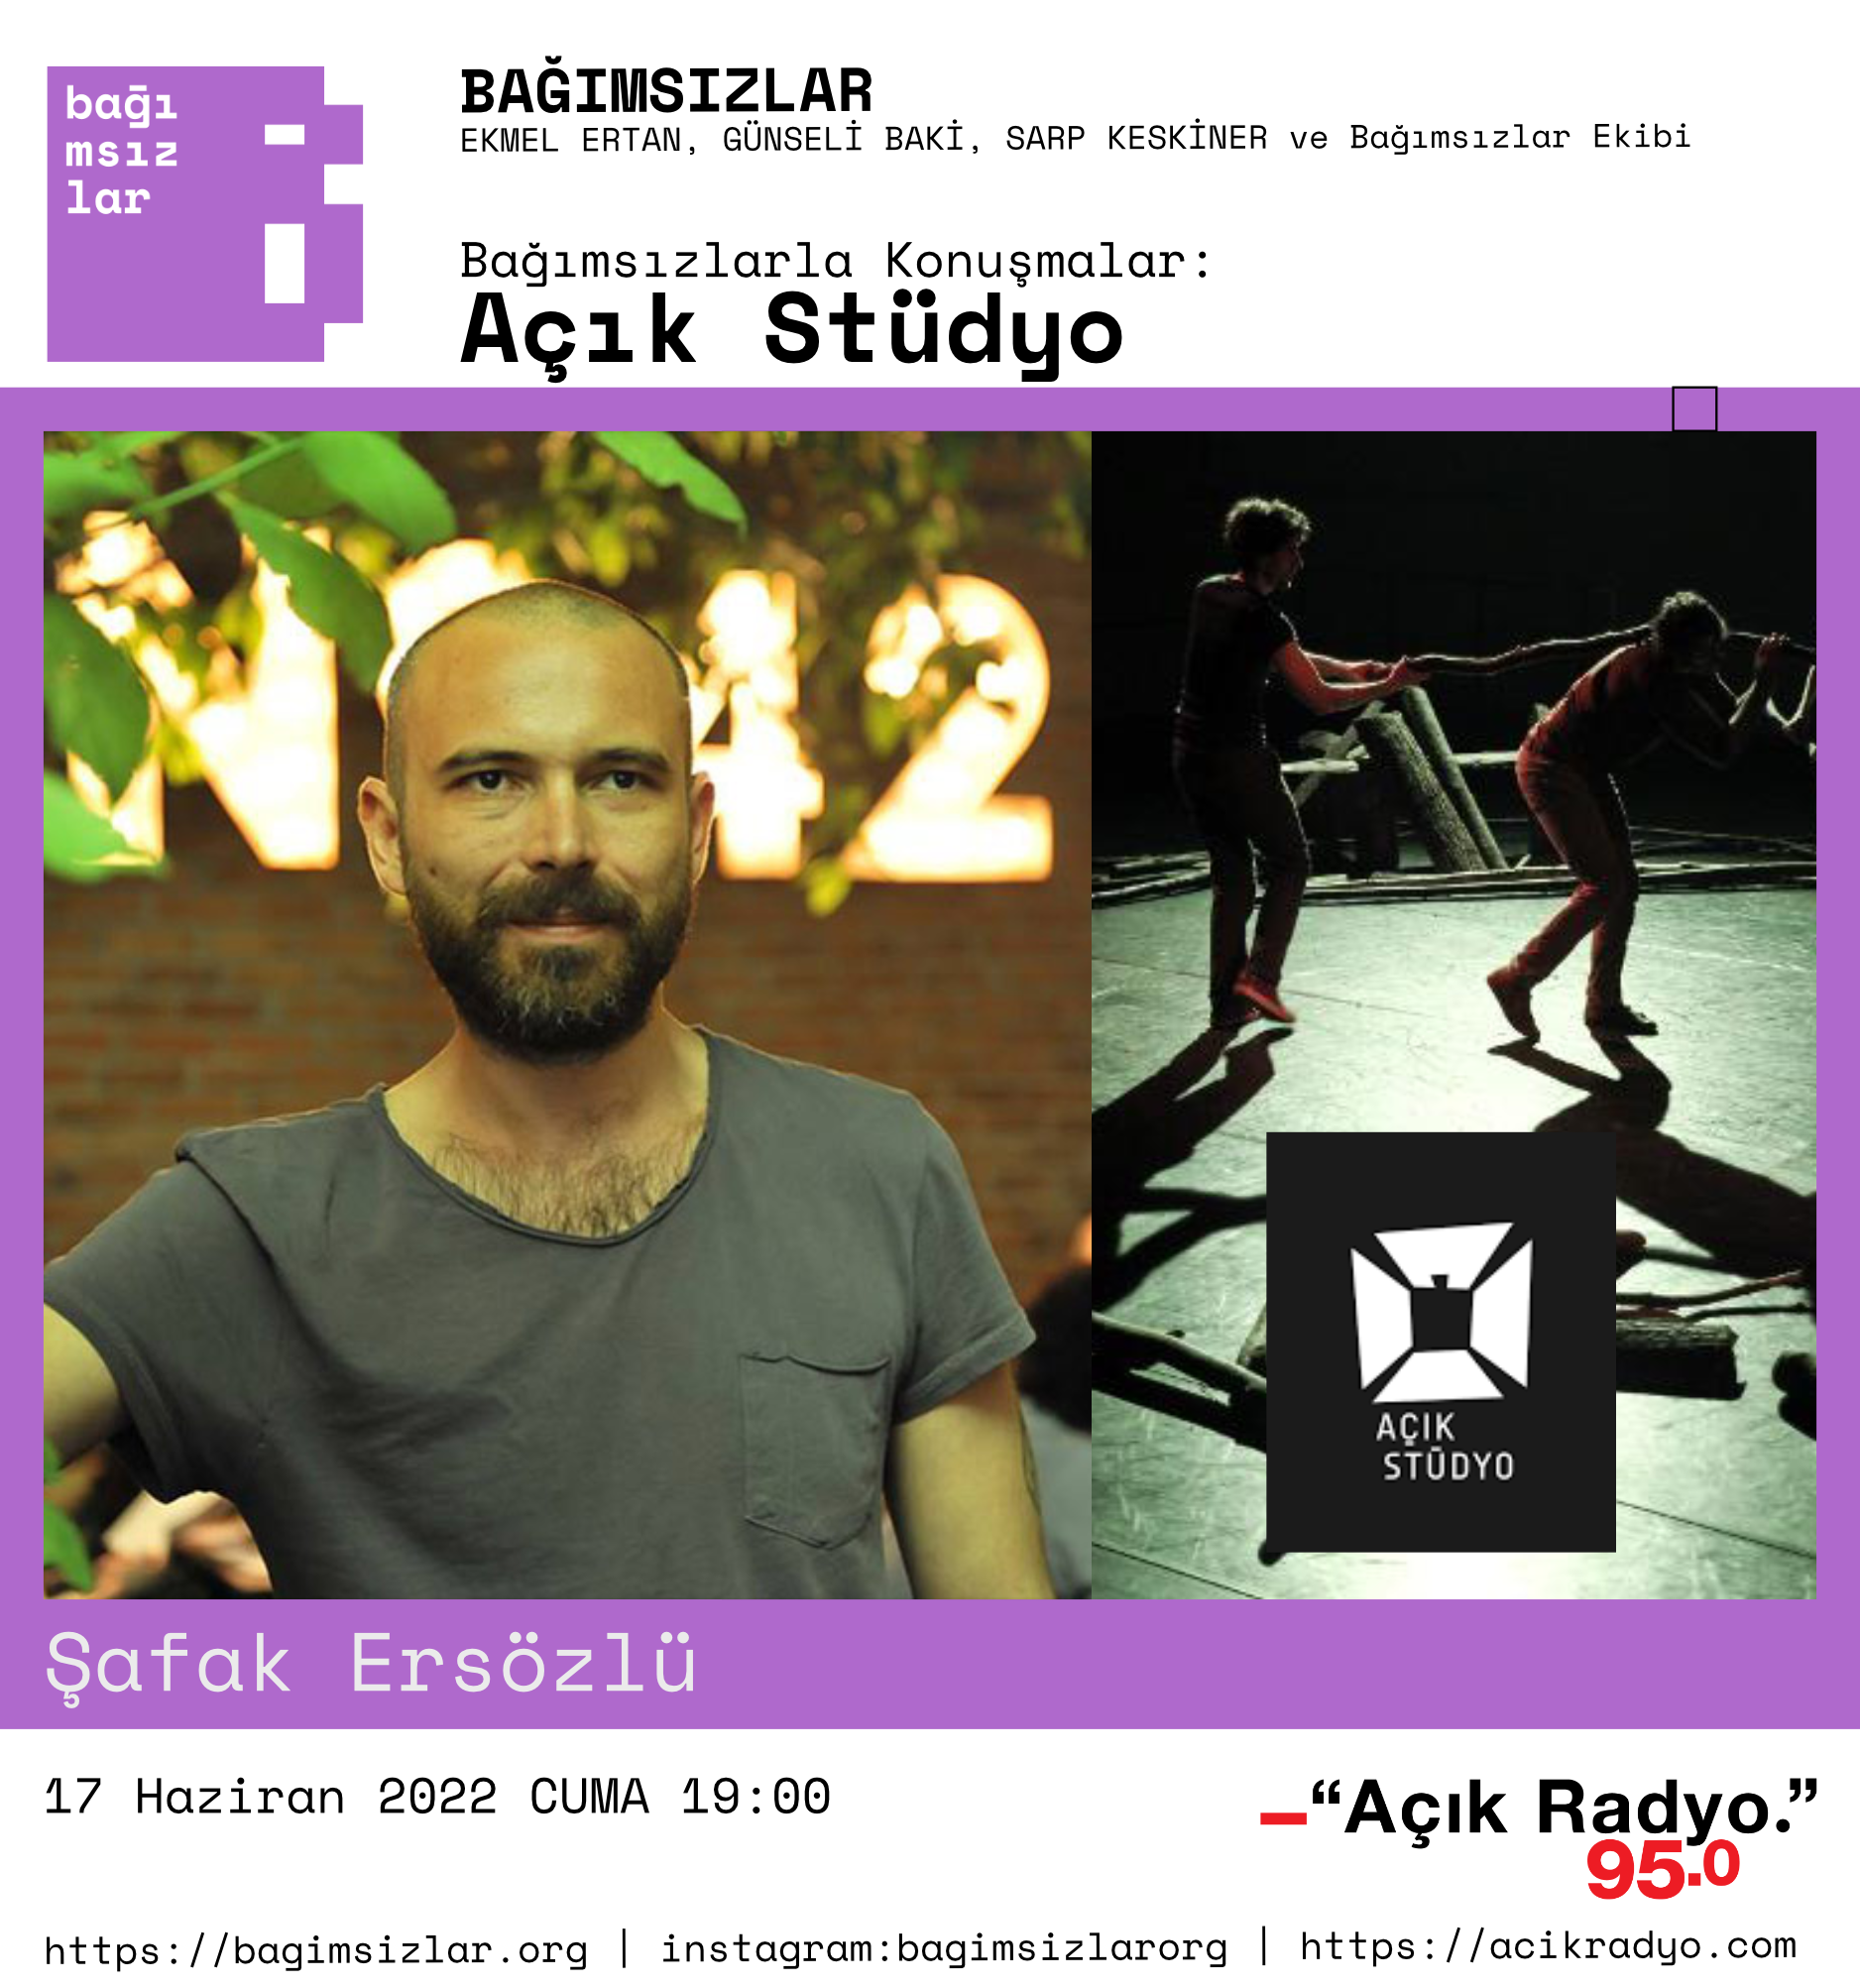 bağı
msız
lar
BAĞIMSIZLAR
EKMEL ERTAN, GÜNSELİ BAKİ, SARP KESKİNER ve Bağımsızlar Ekibi
Bağımsızlarla Konuşmalar:
Açık Stüdyo
42
AÇIK
STÜDYO
Şafak Ersözlü
17 Haziran 2022 CUMA 19:00
“Açık Radyo.”
95.0
https://bagimsizlar.org | instagram:bagimsizlarorg | https://acikradyo.com